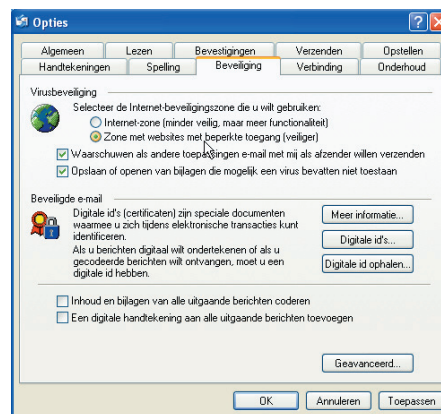 Opties
Algemeen Lezen Bevestigingen Verzenden Opstellen
Handtekeningen Spelling Beveiliging Verbinding Onderhoud
Virusbeveiliging
Selecteer de Internet-beveiligingszone die u wilt gebruiken:
Internet-zone (minder veilig, maar meer functionaliteit)
Zone met websites met beperkte toegang (veiliger)
Waarschuwen als andere toepassingen e-mail met mij als afzender willen verzenden
Opslaan of openen van bijlagen die mogelijk een virus bevatten niet toestaan
Beveiligde e-mail
Digitale id's (certificaten) zijn speciale documenten
waarmee u zich tijdens elektronische transacties kunt
identificeren.
Als u berichten digitaal wilt ondertekenen of als u
gecodeerde berichten wilt ontvangen, moet u een
digitale id hebben.
Meer informatie...
Digitale id's...
Digitale id ophalen...
Inhoud en bijlagen van alle uitgaande berichten coderen
Een digitale handtekening aan alle uitgaande berichten toevoegen
Geavanceerd...
OK Annuleren Toepassen